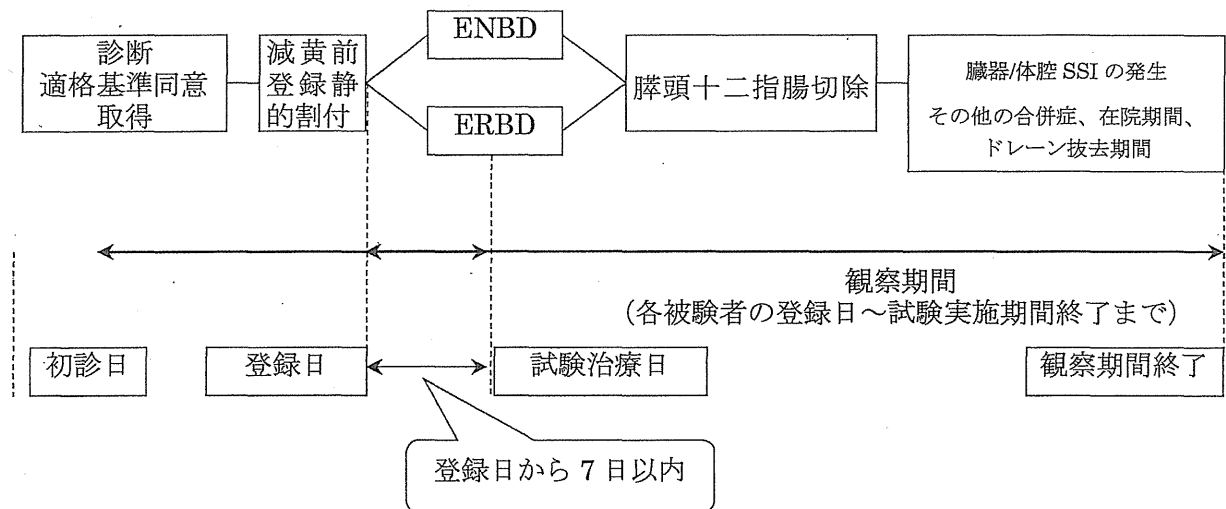 診断
適格基準同意
取得
減黄前
登録静
的割付
ENBD
ERBD
膵頭十二指腸切除
臓器/体腔 SSI の発生
その他の合併症、在院期間、
ドレーン抜去期間
観察期間
（各被験者の登録日～試験実施期間終了まで）
初診日
登録日
試験治療日
観察期間終了
登録日から 7 日以内